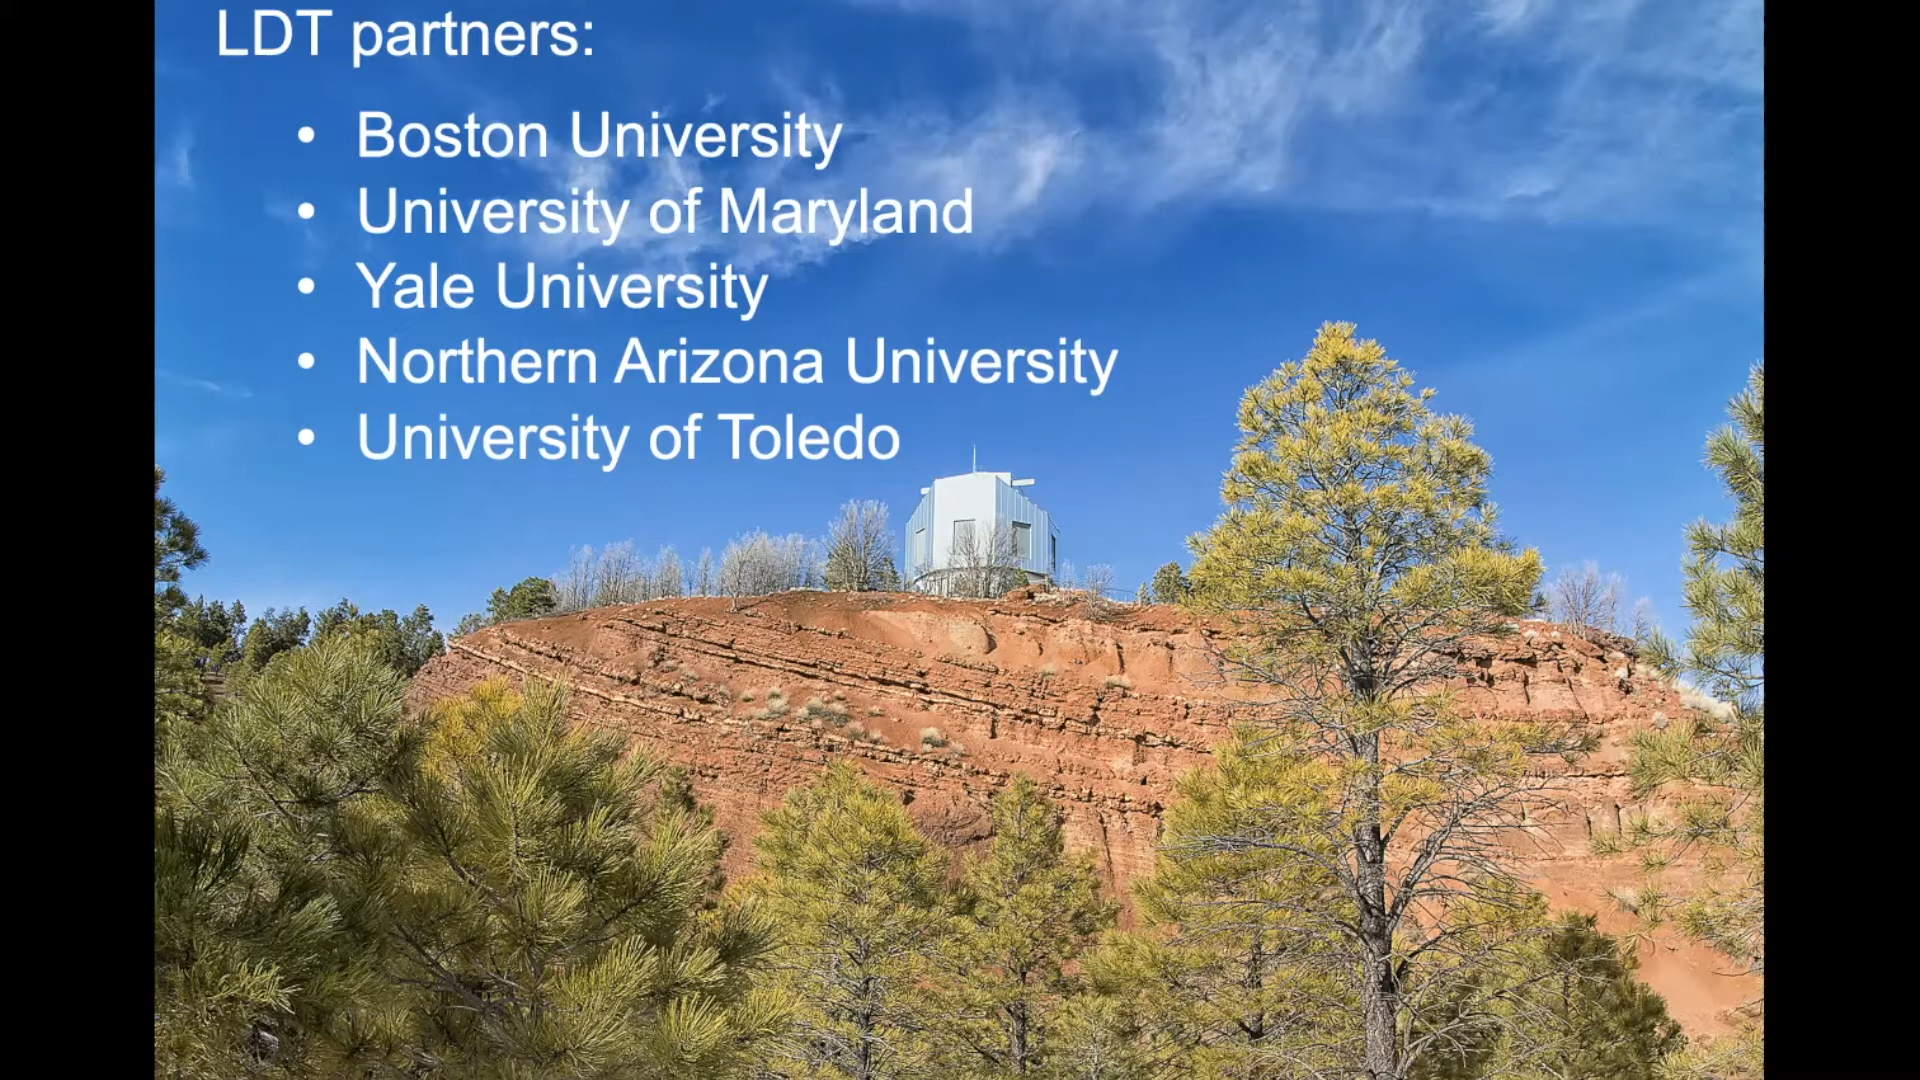 LDT partners:
• Boston University
• University of Maryland
• Yale University
• Northern Arizona University
• University of Toledo